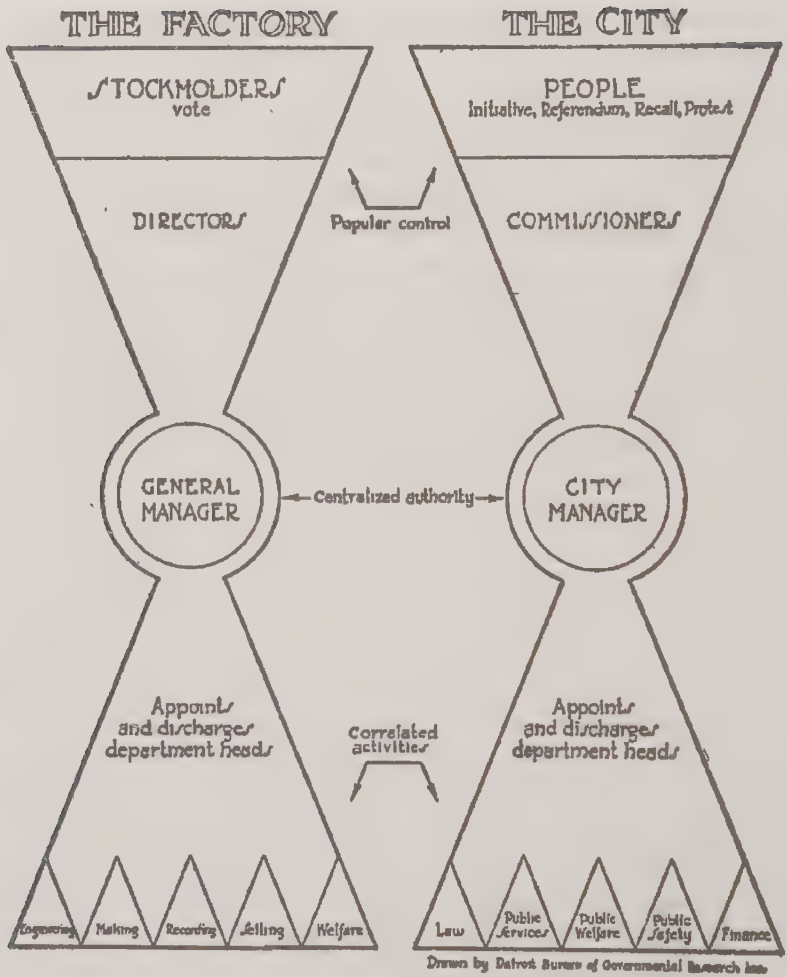 THE FACTORY
STOCKHOLDERS
vote
DIRECTORS
GENERAL
MANAGER
Appoints
and discharges
department heads
Engineering
Making
Recording
Selling
Welfare
Popular control
Centralized authority
Correlated
activities
THE CITY
PEOPLE
Initiative, Referendum, Recall, Protest
COMMISSIONERS
CITY
MANAGER
Appoints
and discharges
department heads
Law
Public
Services
Public
Welfare
Public
Safety
Finance
Drawn by Detroit Bureau of Governmental Research Inc.